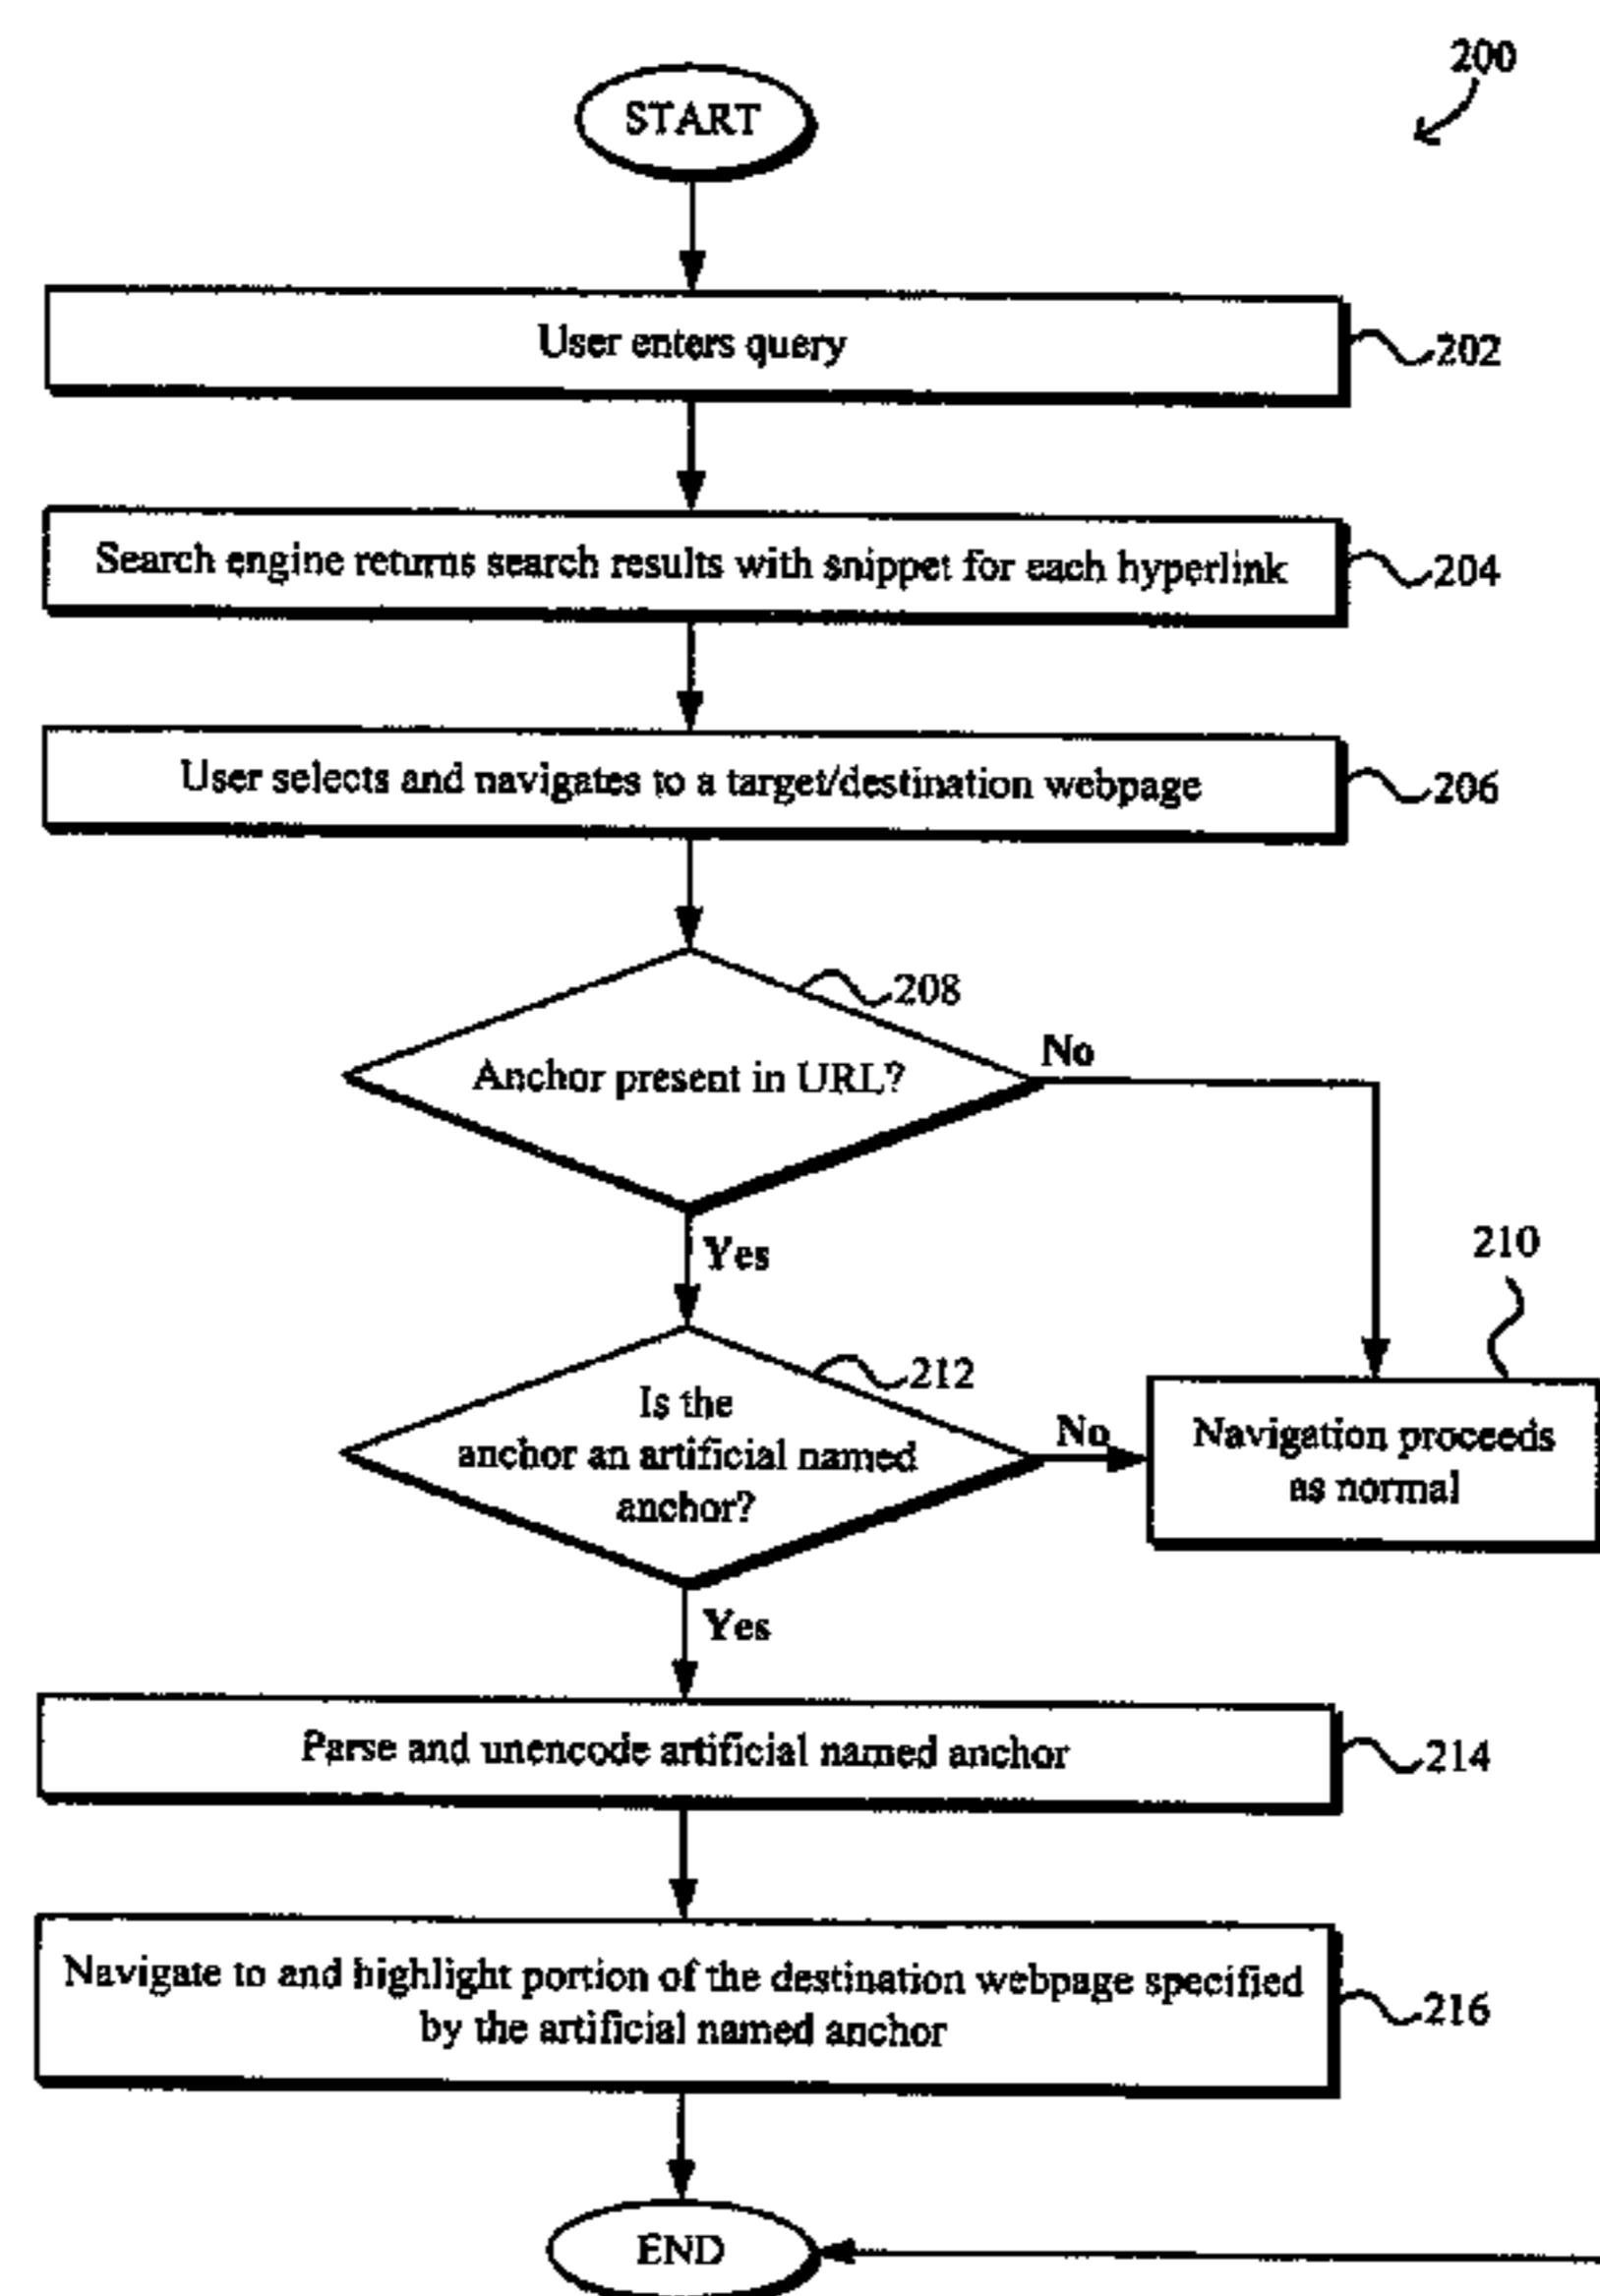 200
START
User enters query
202
Search engine returns search results with snippet for each hyperlink
204
User selects and navigates to a target/destination webpage
206
208
Anchor present in URL?
No
Yes
210
212
Is the
anchor an artificial named
anchor?
No
Navigation proceeds
as normal
Yes
Parse and unencode artificial named anchor
214
Navigate to and highlight portion of the destination webpage specified
by the artificial named anchor
216
END